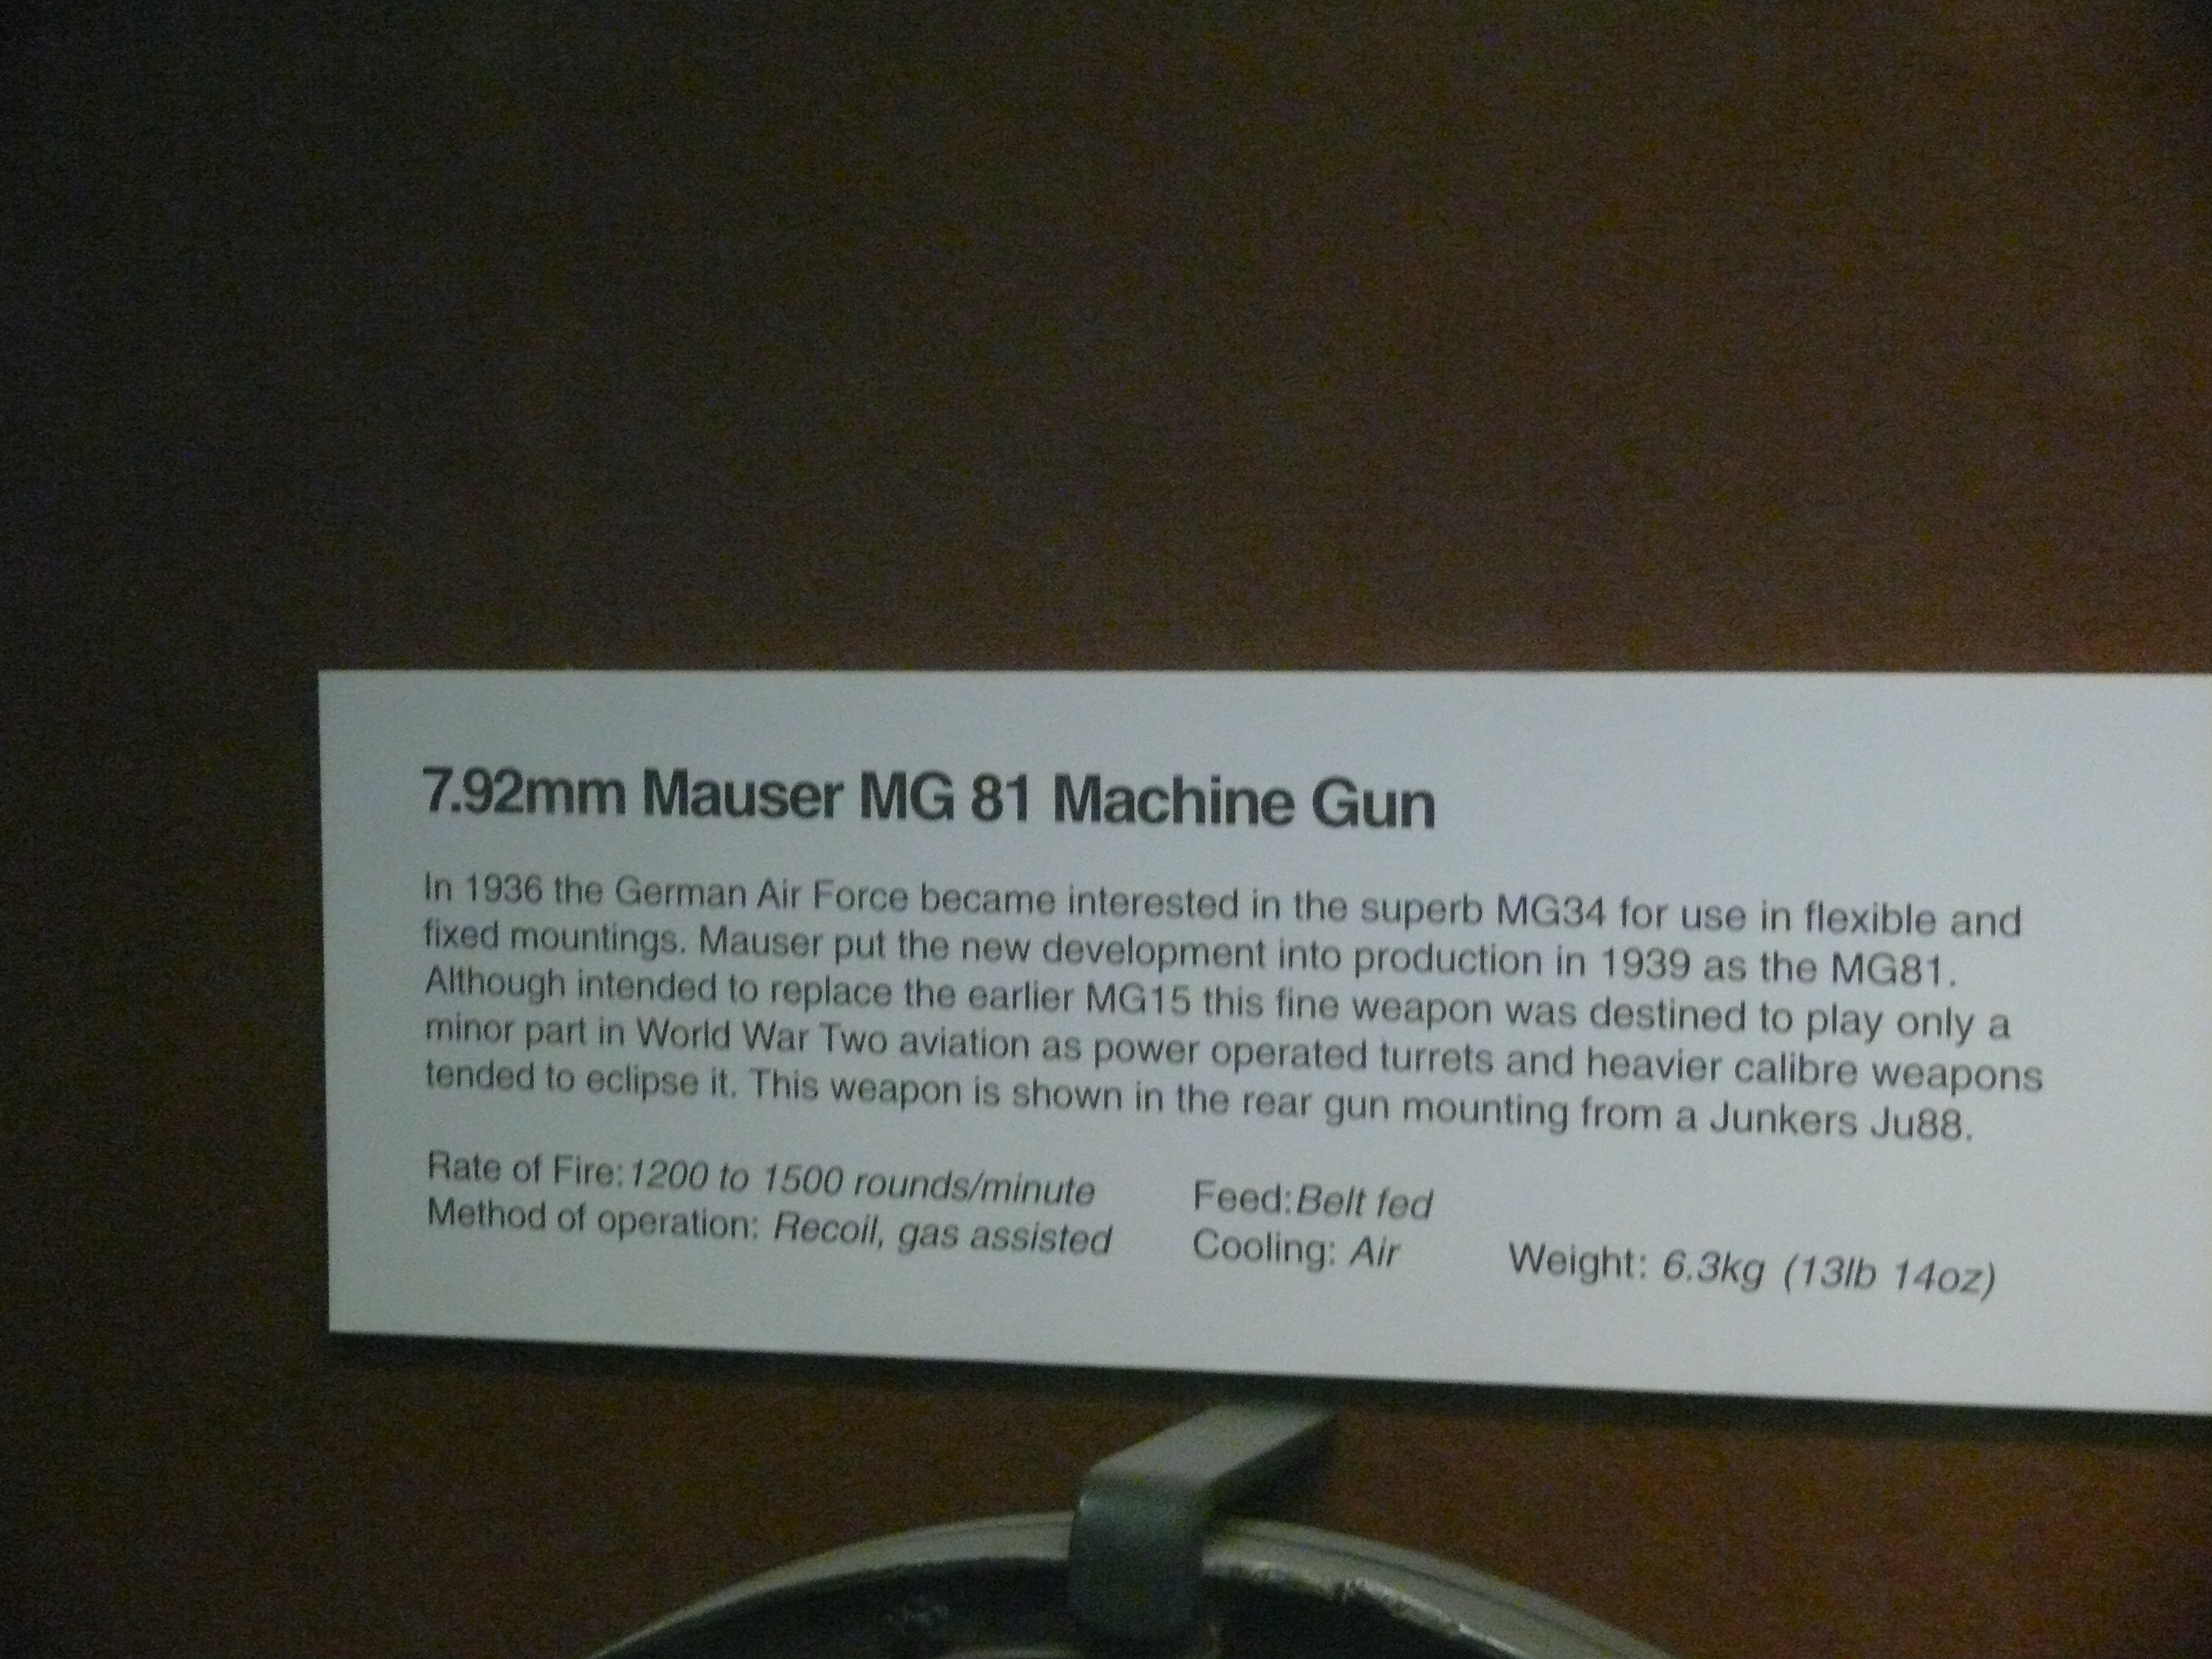 7.92mm Mauser MG 81 Machine Gun
In 1936 the German Air Force became interested in the superb MG34 for use in flexible and
fixed mountings. Mauser put the new development into production in 1939 as the MG81.
Although intended to replace the earlier MG15 this fine weapon was destined to play only a
minor part in World War Two aviation as power operated turrets and heavier calibre weapons
tended to eclipse it. This weapon is shown in the rear gun mounting from a Junkers Ju88.
Rate of Fire: 1200 to 1500 rounds/minute Feed: Belt fed
Method of operation: Recoil, gas assisted Cooling: Air Weight: 6.3kg (13lb 14oz)